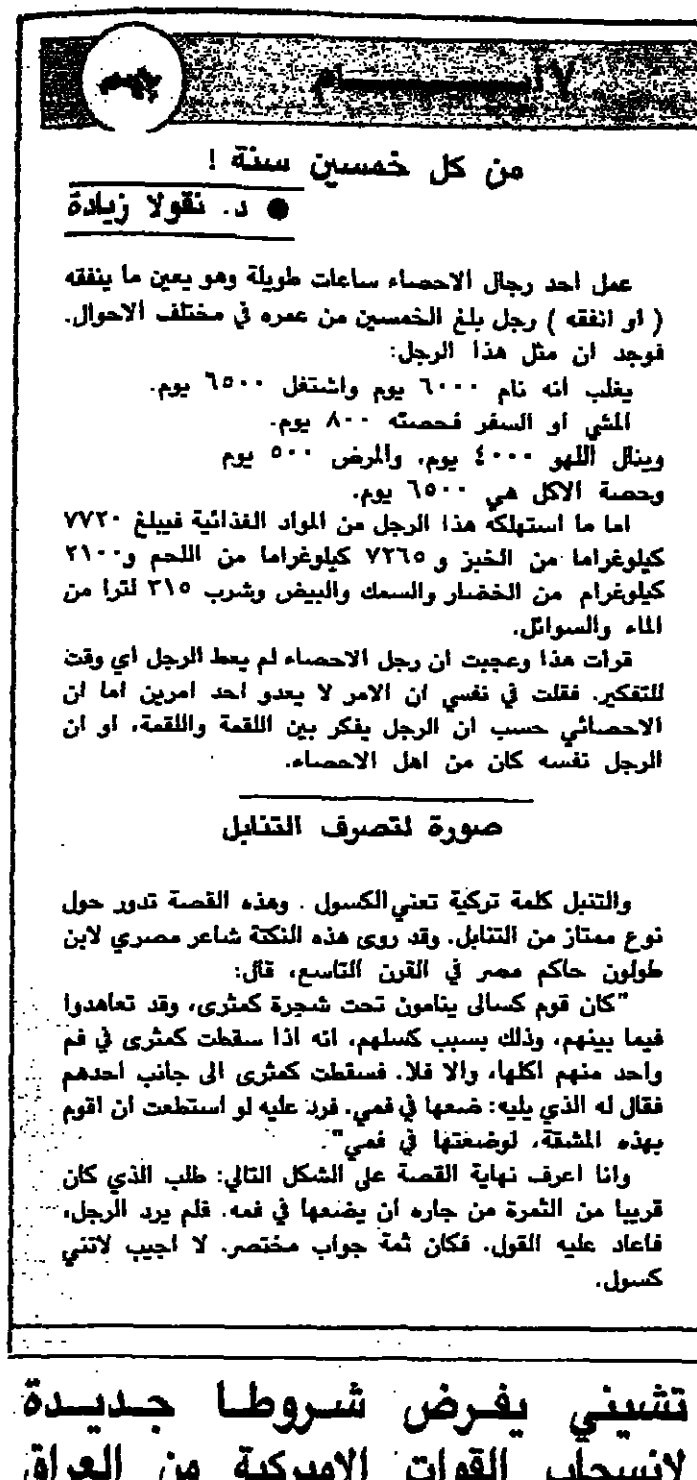 ٧ أيـــــــــام
من كل خمسين سنة !
● د. نقولا زيادة
عمل احد رجال الاحصاء ساعات طويلة وهو يعين ما ينفقه
( او انفقه ) رجل بلغ الخمسين من عمره في مختلف الاحوال.
فوجد ان مثل هذا الرجل:
يغلب انه نام ٦٠٠٠ يوم واشتغل ٦٥٠٠ يوم.
المشي او السفر فحصته ٨٠٠ يوم.
وينال اللهو ٤٠٠٠ يوم، والمرض ٥٠٠ يوم
وحصة الاكل هي ٦٥٠٠ يوم.
اما ما استهلكه هذا الرجل من المواد الغذائية فيبلغ ٧٧٢٠
كيلوغراما من الخبز و ٧٢٦٥ كيلوغراما من اللحم و٢١٠٠
كيلوغرام من الخضار والسمك والبيض وشرب ٣١٥ لترا من
الماء والسوائل.
قرأت هذا وعجبت ان رجل الاحصاء لم يعط الرجل اي وقت
للتفكير. فقلت في نفسي ان الامر لا يعدو احد امرين اما ان
الاحصائي حسب ان الرجل يفكر بين اللقمة واللقمة، او ان
الرجل نفسه كان من اهل الاحصاء.
صورة لتصرف التنابل
والتنبل كلمة تركية تعني الكسول . وهذه القصة تدور حول
نوع ممتاز من التنابل. وقد روى هذه النكتة شاعر مصري لابن
طولون حاكم مصر في القرن التاسع، قال:
"كان قوم كسالى ينامون تحت شجرة كمثرى، وقد تعاهدوا
فيما بينهم، وذلك بسبب كسلهم، انه اذا سقطت كمثرى في فم
واحد منهم اكلها، والا فلا. فسقطت كمثرى الى جانب احدهم
فقال له الذي يليه: ضعها في فمي. فرد عليه لو استطعت ان اقوم
بهذه المشقة، لوضعتها في فمي".
وانا اعرف نهاية القصة على الشكل التالي: طلب الذي كان
قريبا من الثمرة من جاره ان يضعها في فمه. فلم يرد الرجل،
فاعاد عليه القول. فكان ثمة جواب مختصر. لا اجيب لانني
كسول.
تشيني يفرض شروطا جديدة
لانسحاب القوات الاميركية من العراق